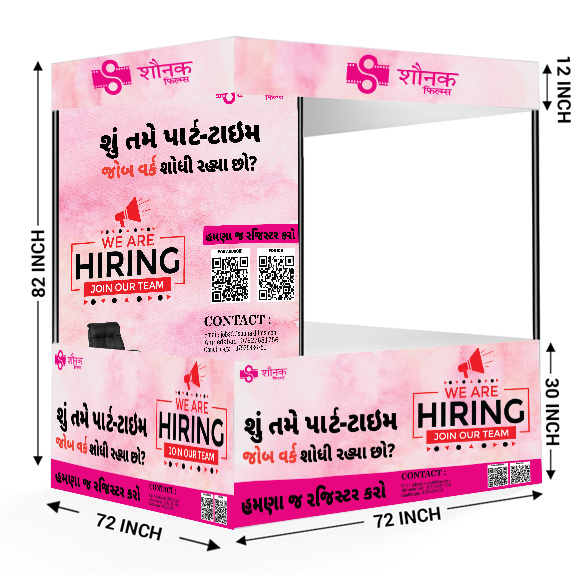 शौनक
फिल्म्स
शौनक
फिल्म्स
12 INCH
શું તમે પાર્ટ-ટાઇમ
જોબ વર્ક શોધી રહ્યા છો?
WE ARE
HIRING
JOIN OUR TEAM
હમણા જ રજિસ્ટર કરો
CONTACT :
82 INCH
शौनक
फिल्म्स
શું તમે પાર્ટ-ટાઇમ
જોબ વર્ક શોધી રહ્યા છો?
WE ARE
HIRING
JOIN OUR TEAM
હમણા જ રજિસ્ટર કરો
CONTACT :
शौनक
फिल्म्स
શું તમે પાર્ટ-ટાઇમ
જોબ વર્ક શોધી રહ્યા છો?
WE ARE
HIRING
JOIN OUR TEAM
હમણા જ રજિસ્ટર કરો
CONTACT :
30 INCH
72 INCH
72 INCH